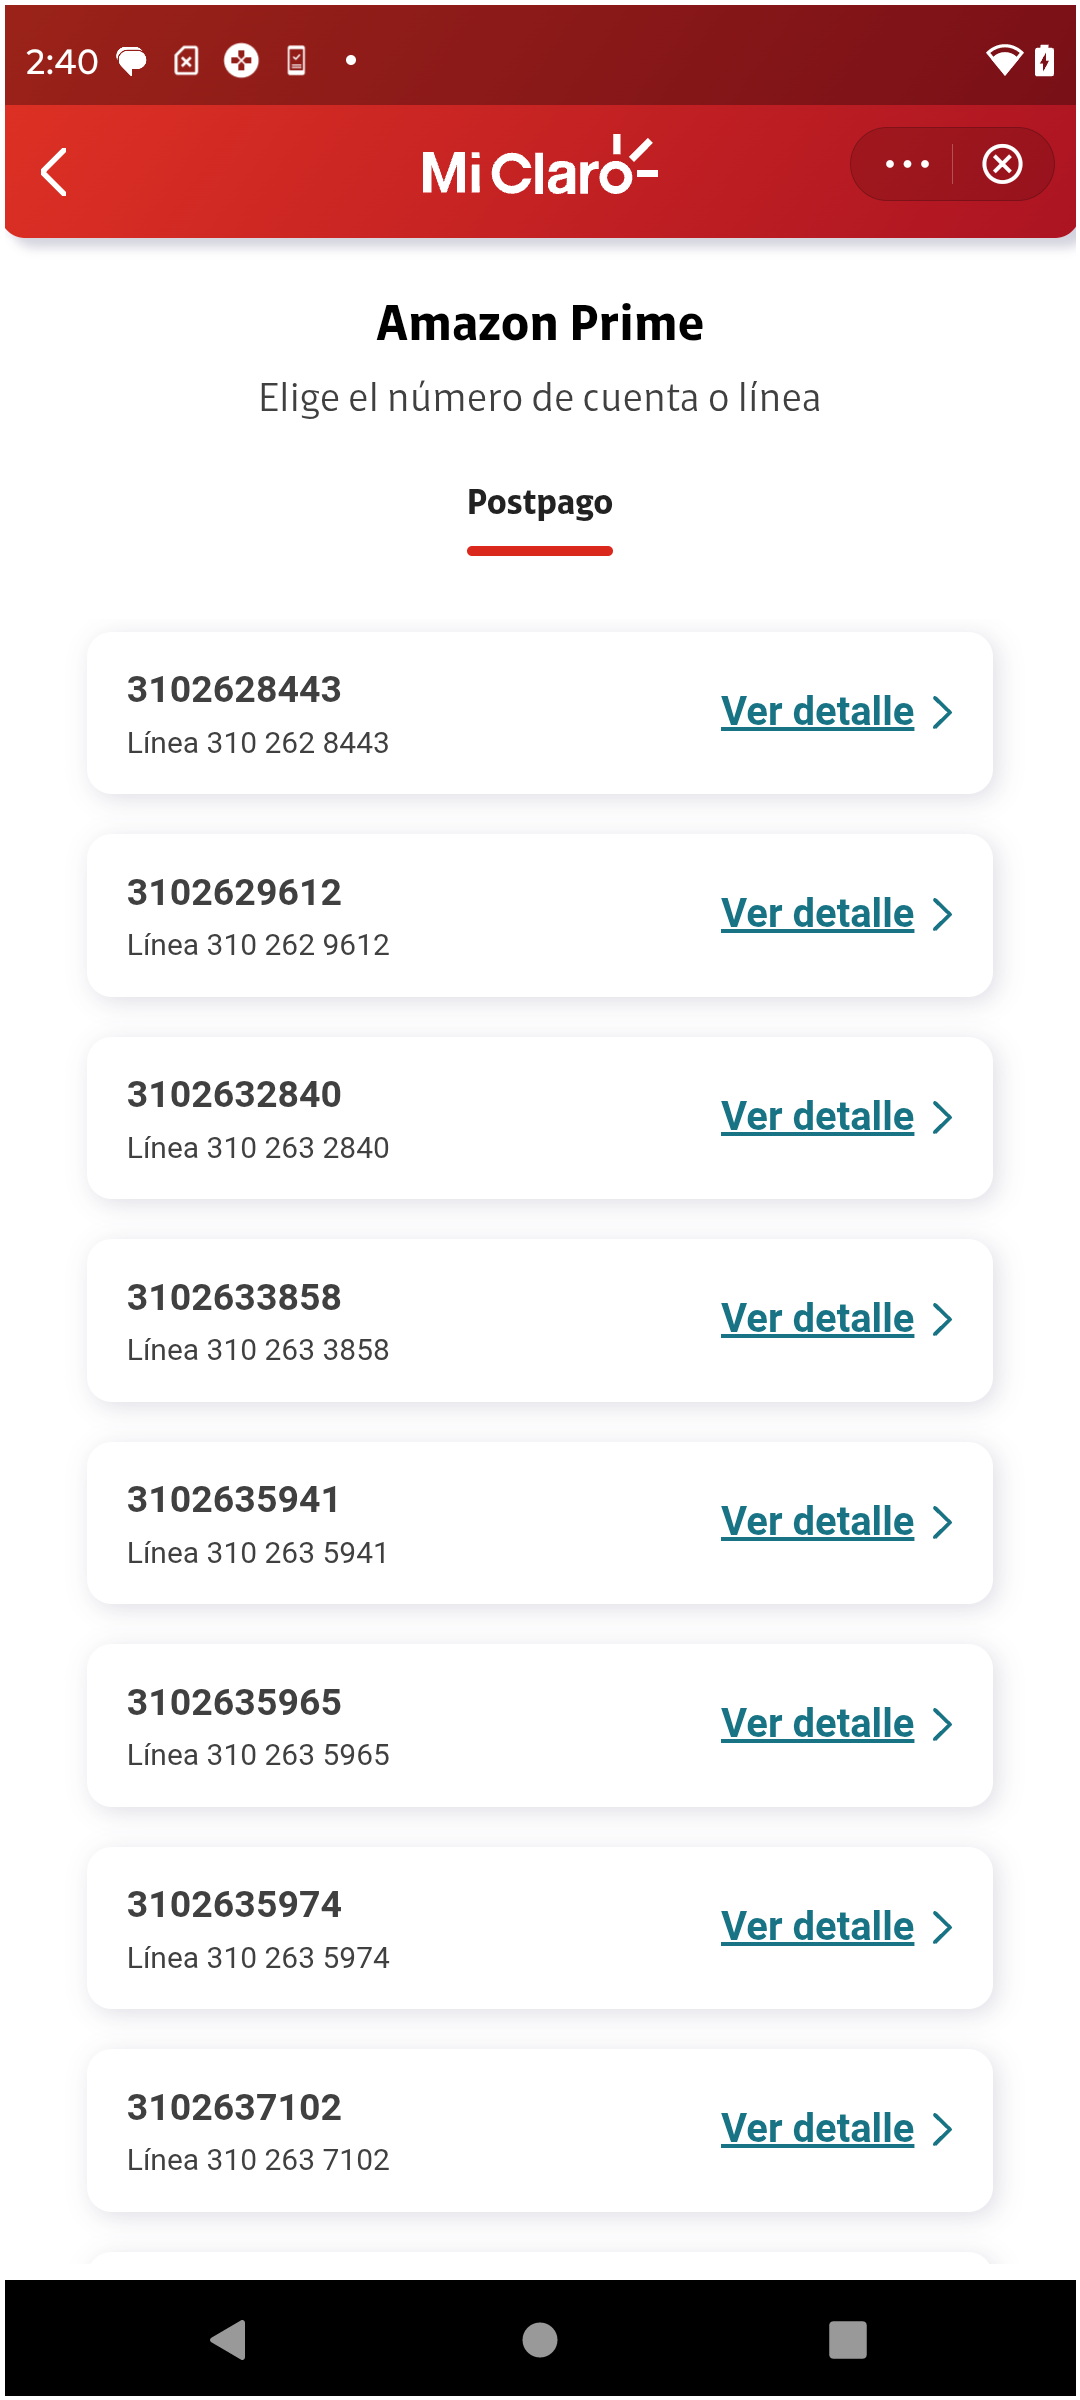 2:40
Mi Claro
Amazon Prime
Elige el número de cuenta o línea
Postpago
3102628443
Línea 310 262 8443
Ver detalle
3102629612
Línea 310 262 9612
Ver detalle
3102632840
Línea 310 263 2840
Ver detalle
3102633858
Línea 310 263 3858
Ver detalle
3102635941
Línea 310 263 5941
Ver detalle
3102635965
Línea 310 263 5965
Ver detalle
3102635974
Línea 310 263 5974
Ver detalle
3102637102
Línea 310 263 7102
Ver detalle